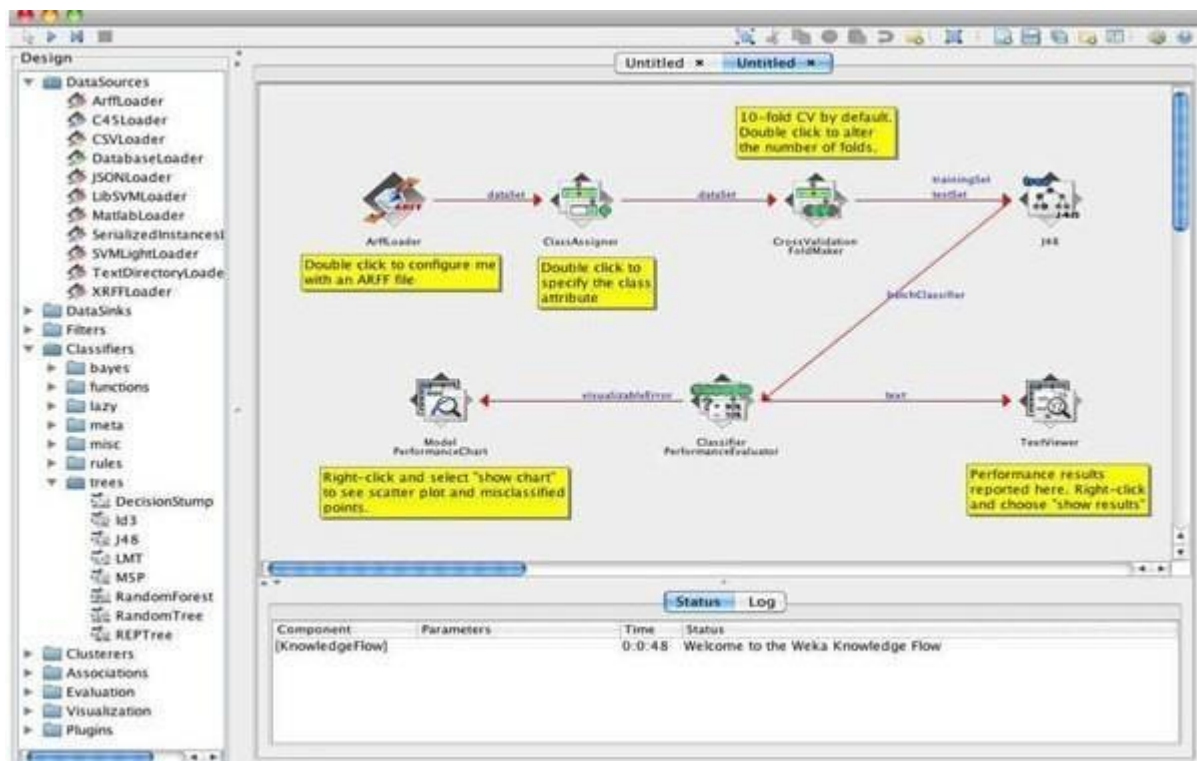 Design
DataSources
ArffLoader
C45Loader
CSVLoader
DatabaseLoader
JSONLoader
LibSVMLoader
MatlabLoader
SerializedInstancesL
SVMLightLoader
TextDirectoryLoade
XRFFLoader
DataSinks
Filters
Classifiers
bayes
functions
lazy
meta
misc
rules
trees
DecisionStump
Id3
J48
LMT
M5P
RandomForest
RandomTree
REPTree
Clusterers
Associations
Evaluation
Visualization
Plugins
Untitled
Untitled
10-fold CV by default.
Double click to alter
the number of folds.
dataSet
dataSet
trainingSet
testSet
ARFF
J48
ArffLoader
ClassAssigner
CrossValidation
FoldMaker
J48
Double click to configure me
with an ARFF file
Double click to
specify the class
attribute
batchClassifier
visualizableError
text
Model
PerformanceChart
Classifier
PerformanceEvaluator
TextViewer
Right-click and select "show chart"
to see scatter plot and misclassified
points.
Performance results
reported here. Right-click
and choose "show results"
Status
Log
Component Parameters Time Status
[KnowledgeFlow] 0:0:48 Welcome to the Weka Knowledge Flow